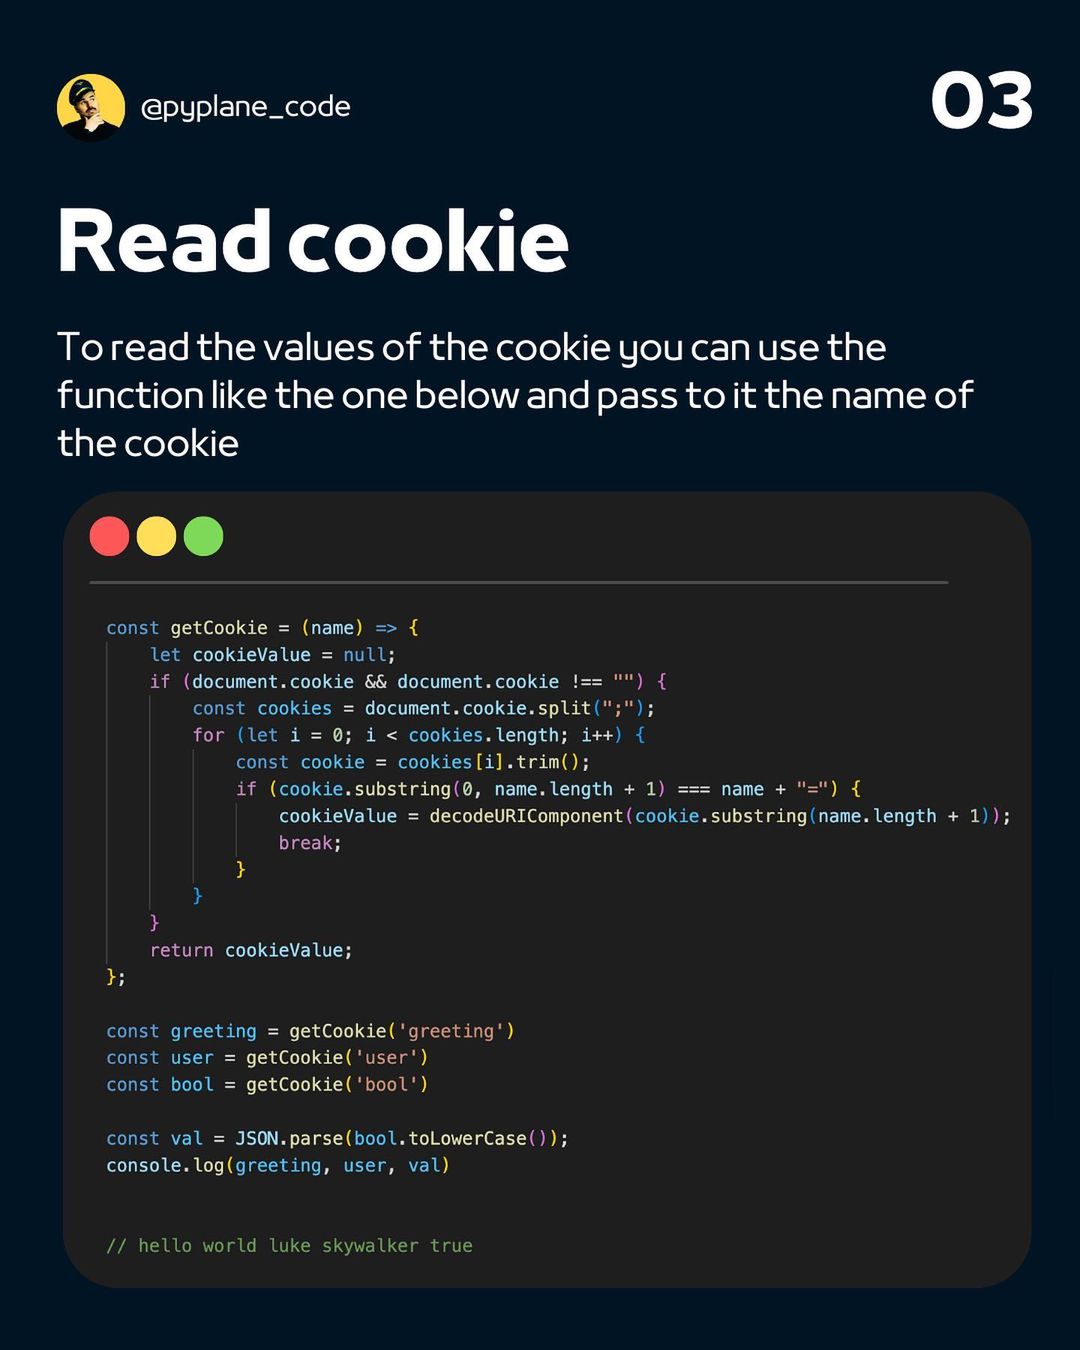 @pyplane_code
03
Read cookie
To read the values of the cookie you can use the
function like the one below and pass to it the name of
the cookie
const getCookie = (name) => {
    let cookieValue = null;
    if (document.cookie && document.cookie !== "") {
        const cookies = document.cookie.split(";");
        for (let i = 0; i < cookies.length; i++) {
            const cookie = cookies[i].trim();
            if (cookie.substring(0, name.length + 1) === name + "=") {
                cookieValue = decodeURIComponent(cookie.substring(name.length + 1));
                break;
            }
        }
    }
    return cookieValue;
};
const greeting = getCookie('greeting')
const user = getCookie('user')
const bool = getCookie('bool')
const val = JSON.parse(bool.toLowerCase());
console.log(greeting, user, val)
// hello world luke skywalker true